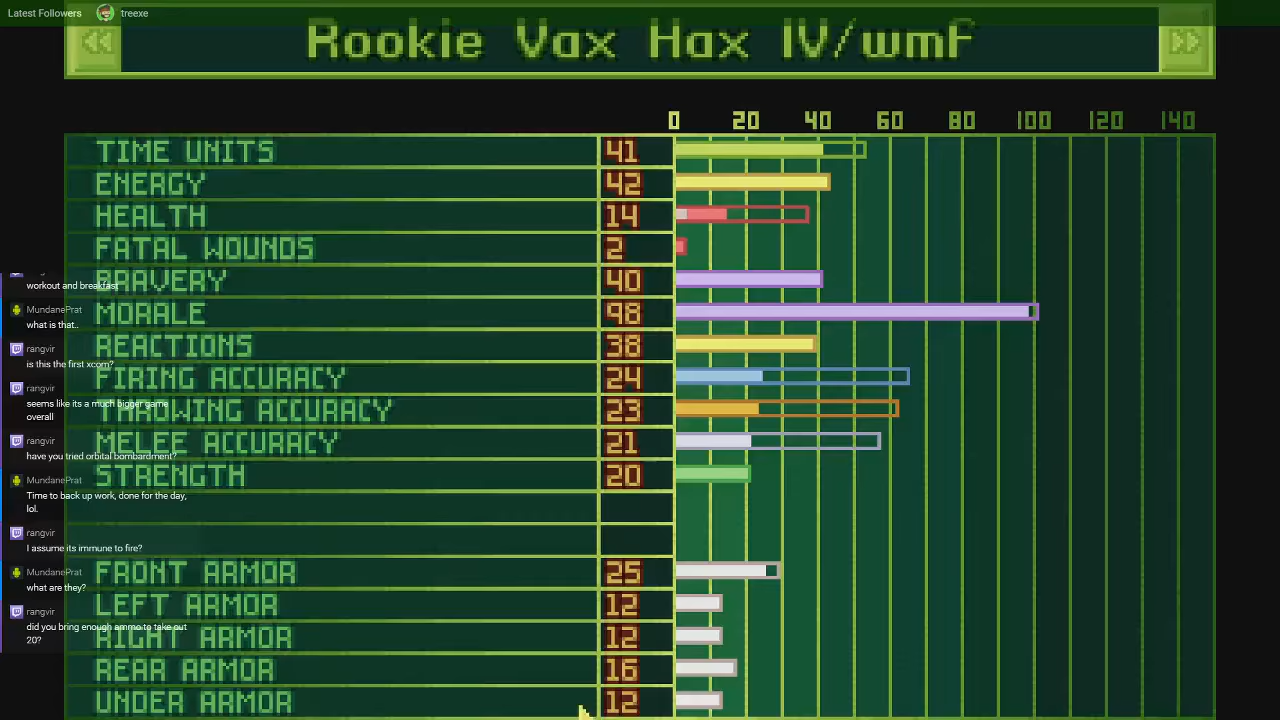 Latest Followers treexe
Rookie Vax Hax IV/wmf
0 20 40 60 80 100 120 140
TIME UNITS 41
ENERGY 42
HEALTH 14
FATAL WOUNDS 2
BRAVERY 40
MORALE 98
REACTIONS 38
FIRING ACCURACY 24
THROWING ACCURACY 23
MELEE ACCURACY 21
STRENGTH 20
FRONT ARMOR 25
LEFT ARMOR 12
RIGHT ARMOR 12
REAR ARMOR 16
UNDER ARMOR 12
workout and breakfast
MundanePrat
what is that..
rangvir
is this the first xcom?
rangvir
seems like its a much bigger game
overall
rangvir
have you tried orbital bombardment?
MundanePrat
Time to back up work, done for the day,
lol.
rangvir
I assume its immune to fire?
MundanePrat
what are they?
rangvir
did you bring enough ammo to take out
20?